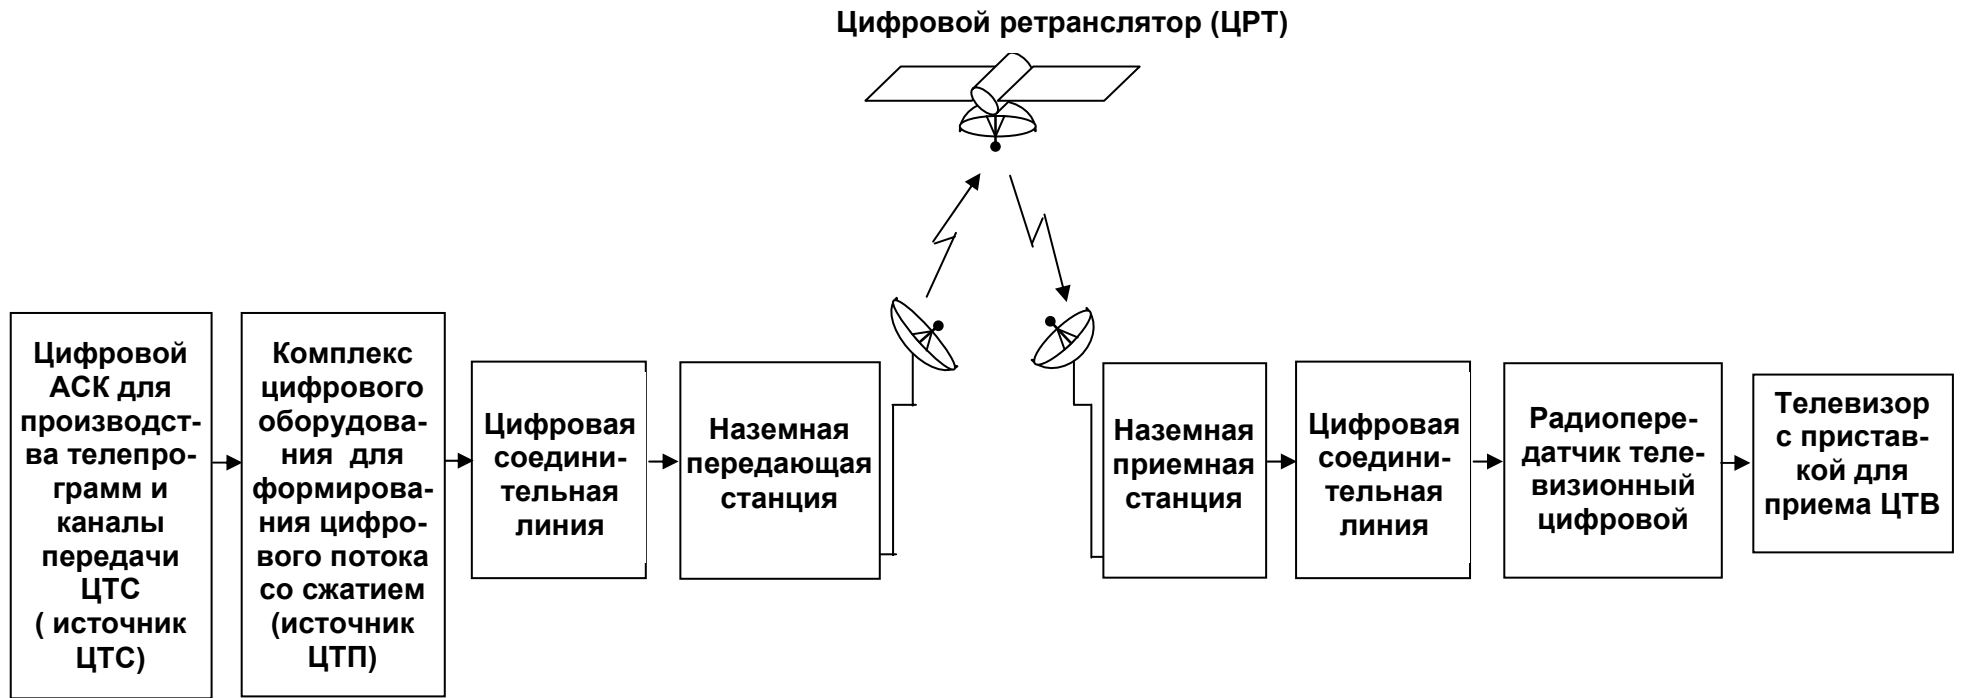 Цифровой ретранслятор (ЦРТ)
Цифровой
АСК для
производст-
ва телепро-
грамм и
каналы
передачи
ЦТС
( источник
ЦТС)
Комплекс
цифрового
оборудова-
ния для
формирова-
ния цифро-
вого потока
со сжатием
(источник
ЦТП)
Цифровая
соедини-
тельная
линия
Наземная
передающая
станция
Наземная
приемная
станция
Цифровая
соедини-
тельная
линия
Радиопере-
датчик теле-
визионный
цифровой
Телевизор
с пристав-
кой для
приема ЦТВ